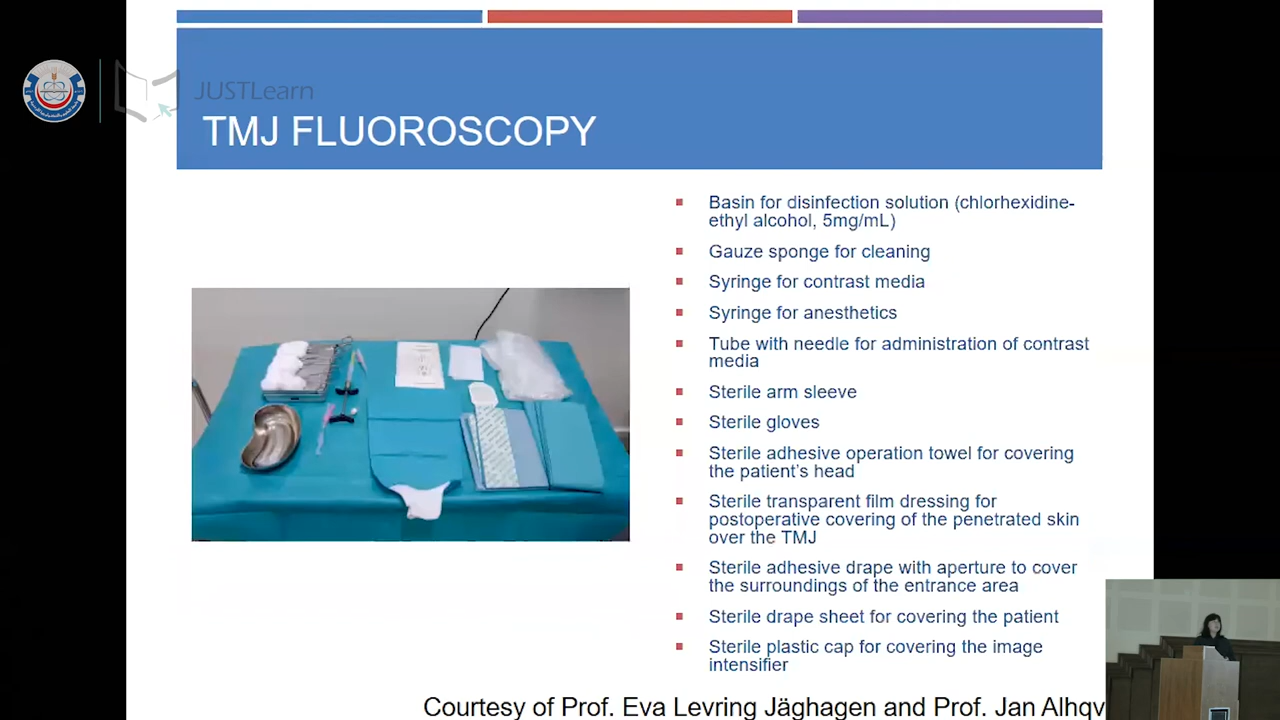 JUSTLearn
TMJ FLUOROSCOPY
Basin for disinfection solution (chlorhexidine-
ethyl alcohol, 5mg/mL)
Gauze sponge for cleaning
Syringe for contrast media
Syringe for anesthetics
Tube with needle for administration of contrast
media
Sterile arm sleeve
Sterile gloves
Sterile adhesive operation towel for covering
the patient's head
Sterile transparent film dressing for
postoperative covering of the penetrated skin
over the TMJ
Sterile adhesive drape with aperture to cover
the surroundings of the entrance area
Sterile drape sheet for covering the patient
Sterile plastic cap for covering the image
intensifier
Courtesy of Prof. Eva Levring Jäghagen and Prof. Jan Alhqv